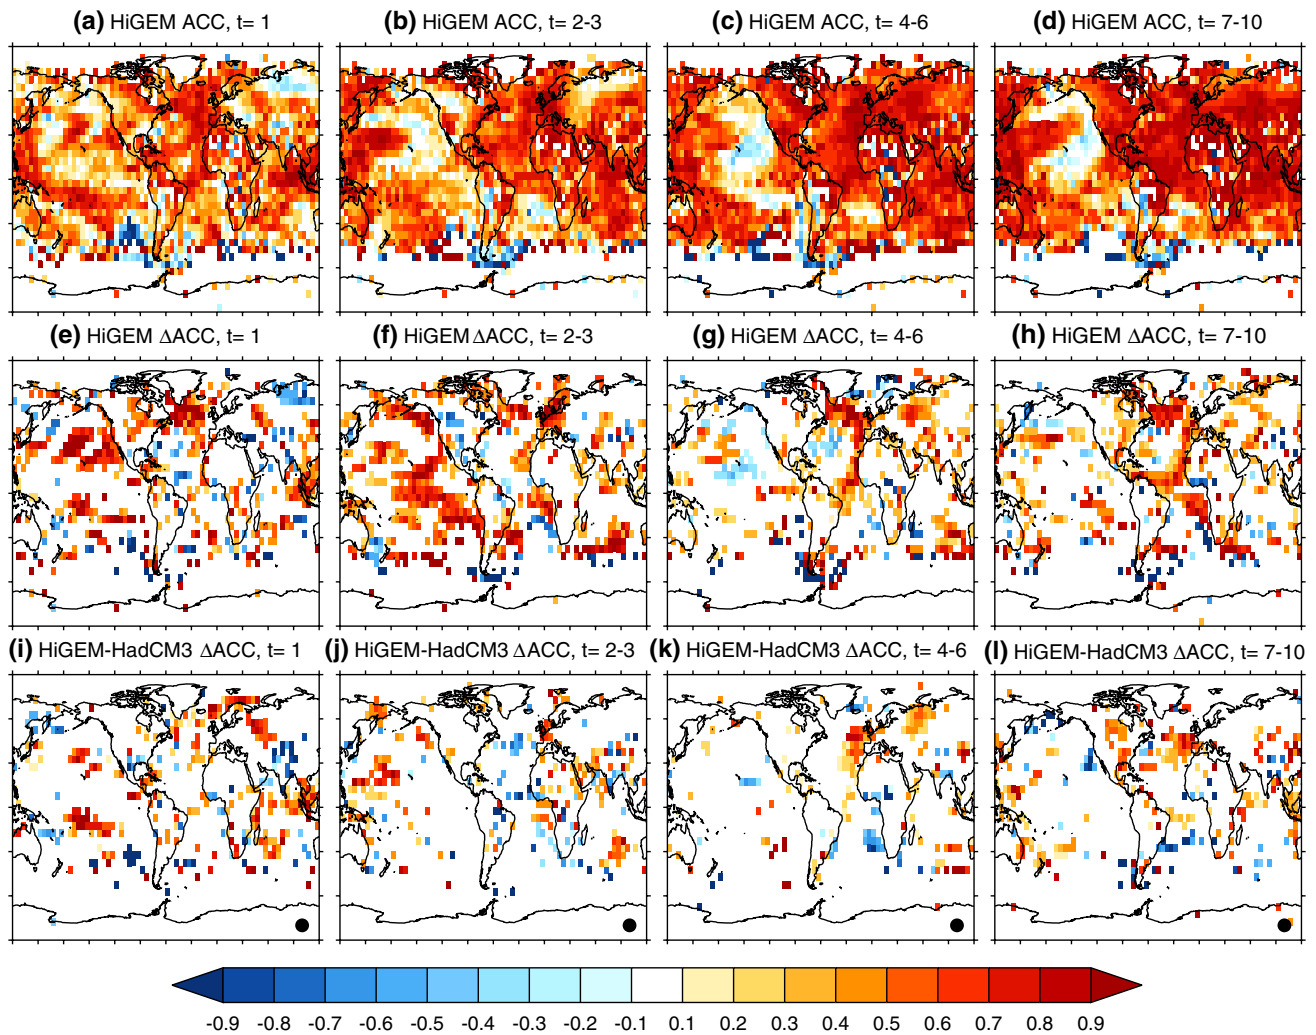 (a) HiGEM ACC, t= 1
(b) HiGEM ACC, t= 2-3
(c) HiGEM ACC, t= 4-6
(d) HiGEM ACC, t= 7-10
(e) HiGEM ΔACC, t= 1
(f) HiGEM ΔACC, t= 2-3
(g) HiGEM ΔACC, t= 4-6
(h) HiGEM ΔACC, t= 7-10
(i) HiGEM-HadCM3 ΔACC, t= 1
(j) HiGEM-HadCM3 ΔACC, t= 2-3
(k) HiGEM-HadCM3 ΔACC, t= 4-6
(l) HiGEM-HadCM3 ΔACC, t= 7-10
-0.9 -0.8 -0.7 -0.6 -0.5 -0.4 -0.3 -0.2 -0.1 0.1 0.2 0.3 0.4 0.5 0.6 0.7 0.8 0.9